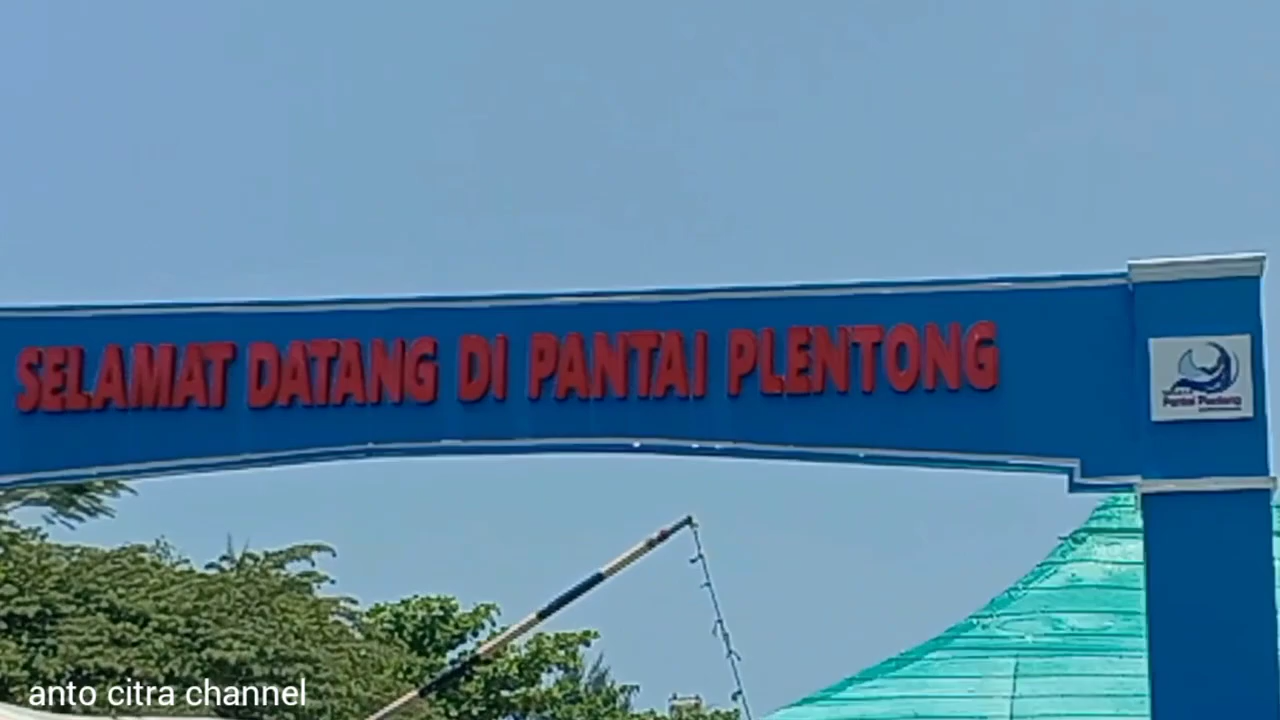 SELAMAT DATANG DI PANTAI PLENTONG
Pantai Plentong
anto citra channel